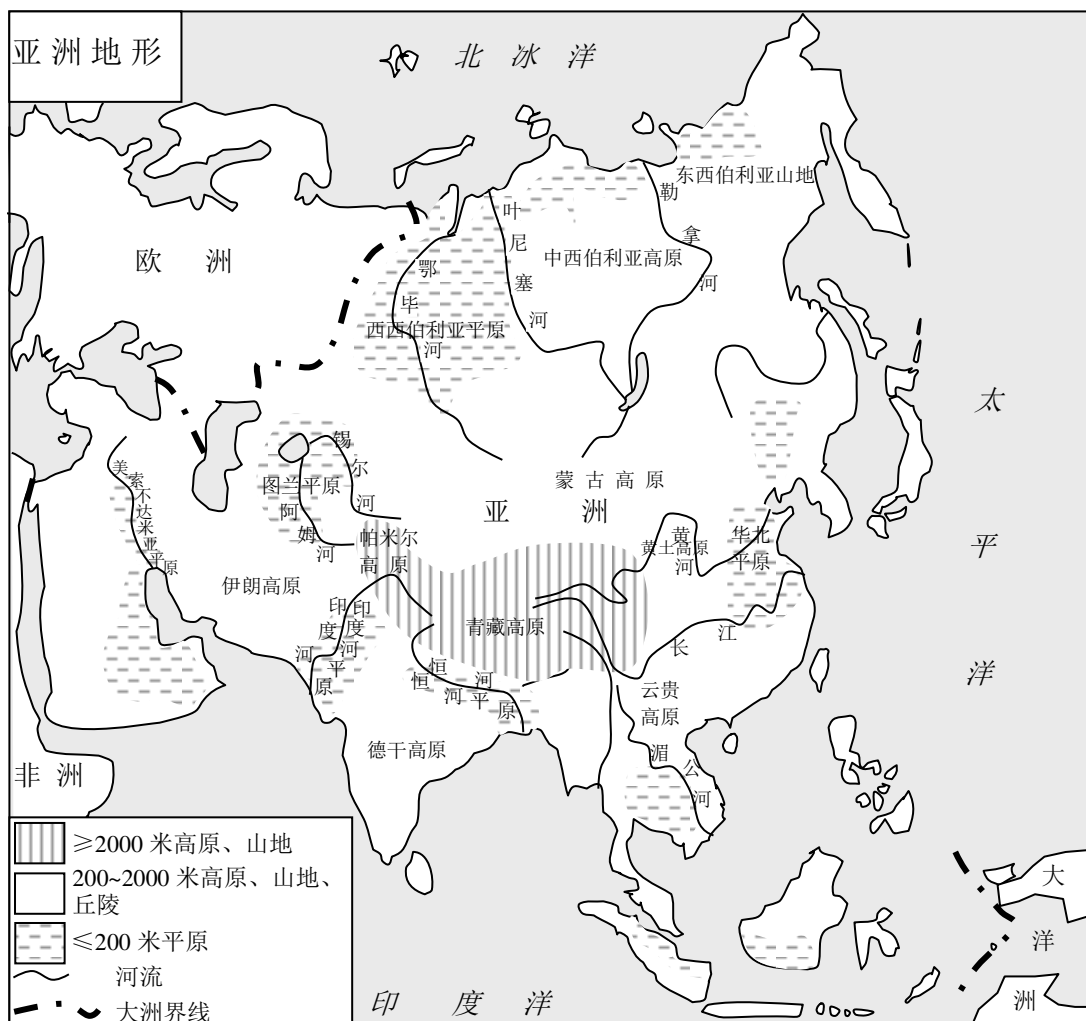 亚洲地形
北冰洋
东西伯利亚山地
勒拿河
叶尼塞河
中西伯利亚高原
欧洲
鄂毕河
西西伯利亚平原
太平洋
锡尔河
蒙古高原
美索不达米亚平原
图兰平原
亚洲
阿姆河
帕米尔
高原
黄河
黄土高原
华北
平原
伊朗高原
印度河
印度河平原
青藏高原
长江
恒河
恒河平原
云贵
高原
德干高原
湄公河
非洲
≥2000 米高原、山地
200~2000 米高原、山地、
丘陵
≤200 米平原
河流
大洲界线
印度洋
大洋洲